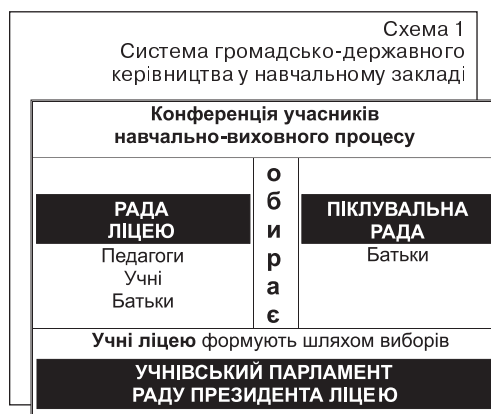 Схема 1
Система громадсько-державного
керівництва у навчальному закладі
Конференція учасників
навчально-виховного процесу
РАДА
ЛІЦЕЮ
Педагоги
Учні
Батьки
обирає
ПІКЛУВАЛЬНА
РАДА
Батьки
Учні ліцею формують шляхом виборів
УЧНІВСЬКИЙ ПАРЛАМЕНТ
РАДУ ПРЕЗИДЕНТА ЛІЦЕЮ